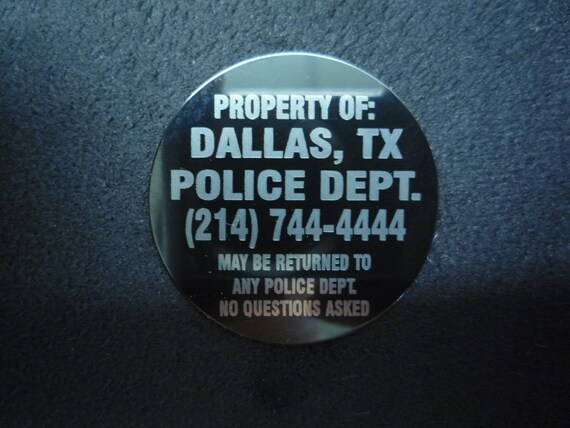 PROPERTY OF:
DALLAS, TX
POLICE DEPT.
(214) 744-4444
MAY BE RETURNED TO
ANY POLICE DEPT.
NO QUESTIONS ASKED